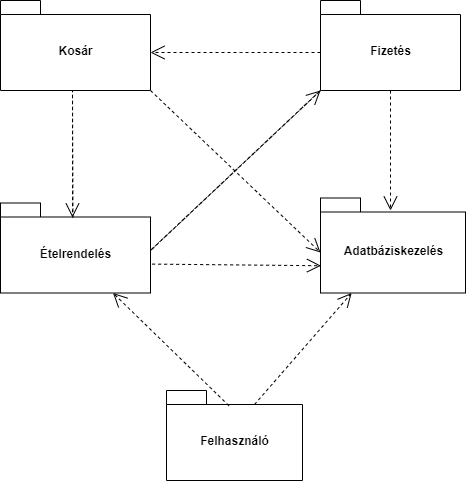 Kosár
Fizetés
Ételrendelés
Adatbáziskezelés
Felhasználó